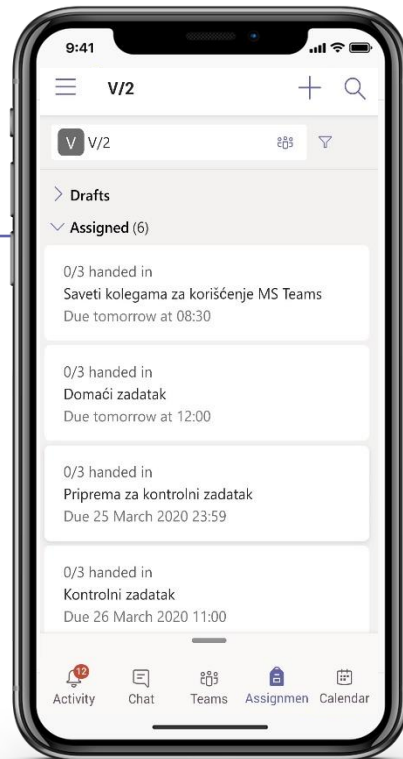 9:41
V/2
V V/2
Drafts
Assigned (6)
0/3 handed in
Saveti kolegama za korišćenje MS Teams
Due tomorrow at 08:30
0/3 handed in
Domaći zadatak
Due tomorrow at 12:00
0/3 handed in
Priprema za kontrolni zadatak
Due 25 March 2020 23:59
0/3 handed in
Kontrolni zadatak
Due 26 March 2020 11:00
12
Activity Chat Teams Assignmen Calendar